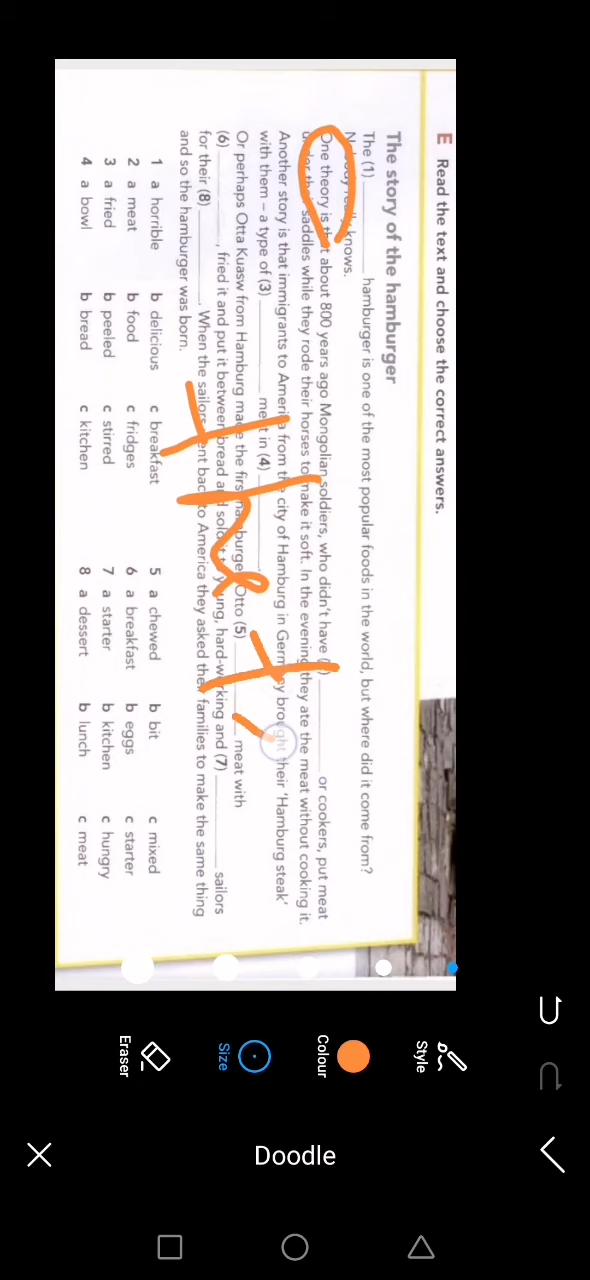 E Read the text and choose the correct answers.
The story of the hamburger
The (1) ________ hamburger is one of the most popular foods in the world, but where did it come from?
knows.
One theory is that about 800 years ago Mongolian soldiers, who didn't have ________ or cookers, put meat
under their saddles while they rode their horses to make it soft. In the evening they ate the meat without cooking it.
Another story is that immigrants to America from the city of Hamburg in Germany brought their 'Hamburg steak'
with them – a type of (3) ________ meat in (4) ________.
Or perhaps Otta Kuasw from Hamburg made the first hamburger. Otto (5) ________ meat with
(6) ________, fried it and put it between bread and sold it to young, hard-working and (7) ________ sailors
for their (8) ________. When the sailors went back to America they asked their families to make the same thing
and so the hamburger was born.
1 a horrible b delicious c breakfast
2 a meat b food c fridges
3 a fried b peeled c stirred
4 a bowl b bread c kitchen
5 a chewed b bit c mixed
6 a breakfast b eggs c starter
7 a starter b kitchen c hungry
8 a dessert b lunch c meat
the
Style
Colour
Size
Eraser
Doodle